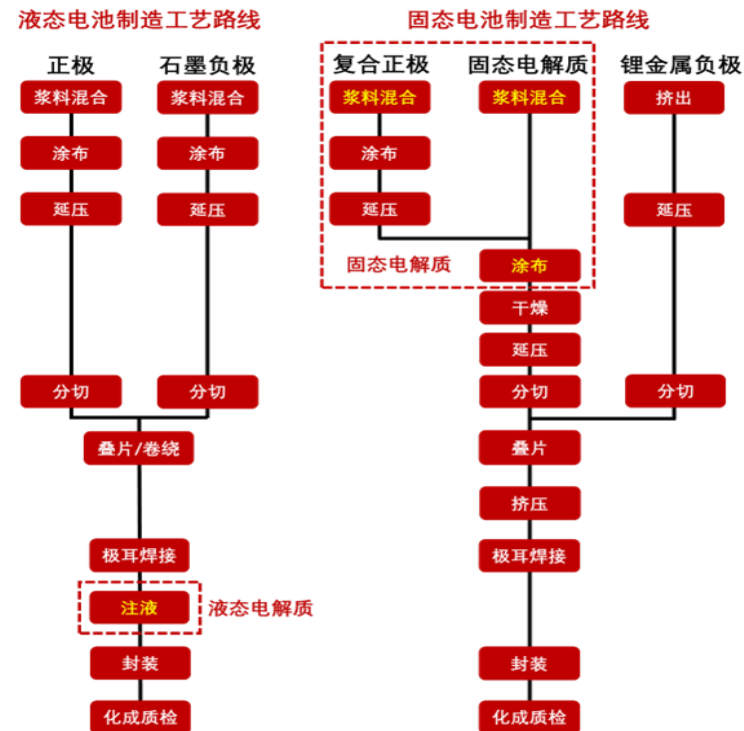 液态电池制造工艺路线
固态电池制造工艺路线
正极
石墨负极
复合正极
固态电解质
锂金属负极
浆料混合
浆料混合
浆料混合
浆料混合
挤出
涂布
涂布
涂布
延压
延压
延压
延压
固态电解质
涂布
干燥
延压
分切
分切
分切
分切
叠片/卷绕
叠片
挤压
极耳焊接
极耳焊接
注液
液态电解质
封装
封装
化成质检
化成质检